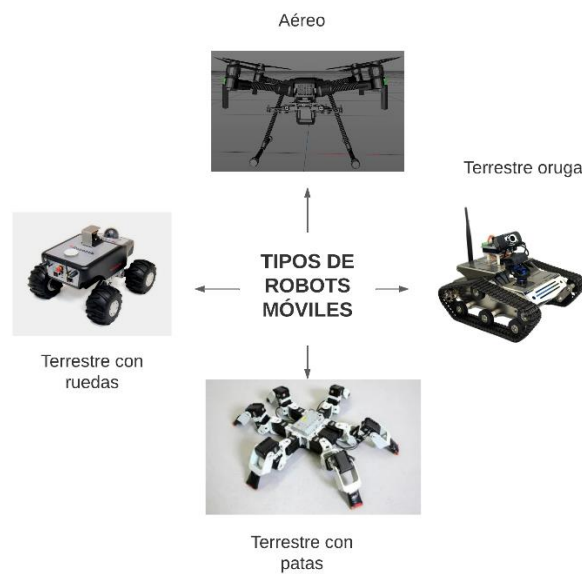 Aéreo
Terrestre oruga
TIPOS DE
ROBOTS
MÓVILES
Terrestre con
ruedas
Terrestre con
patas